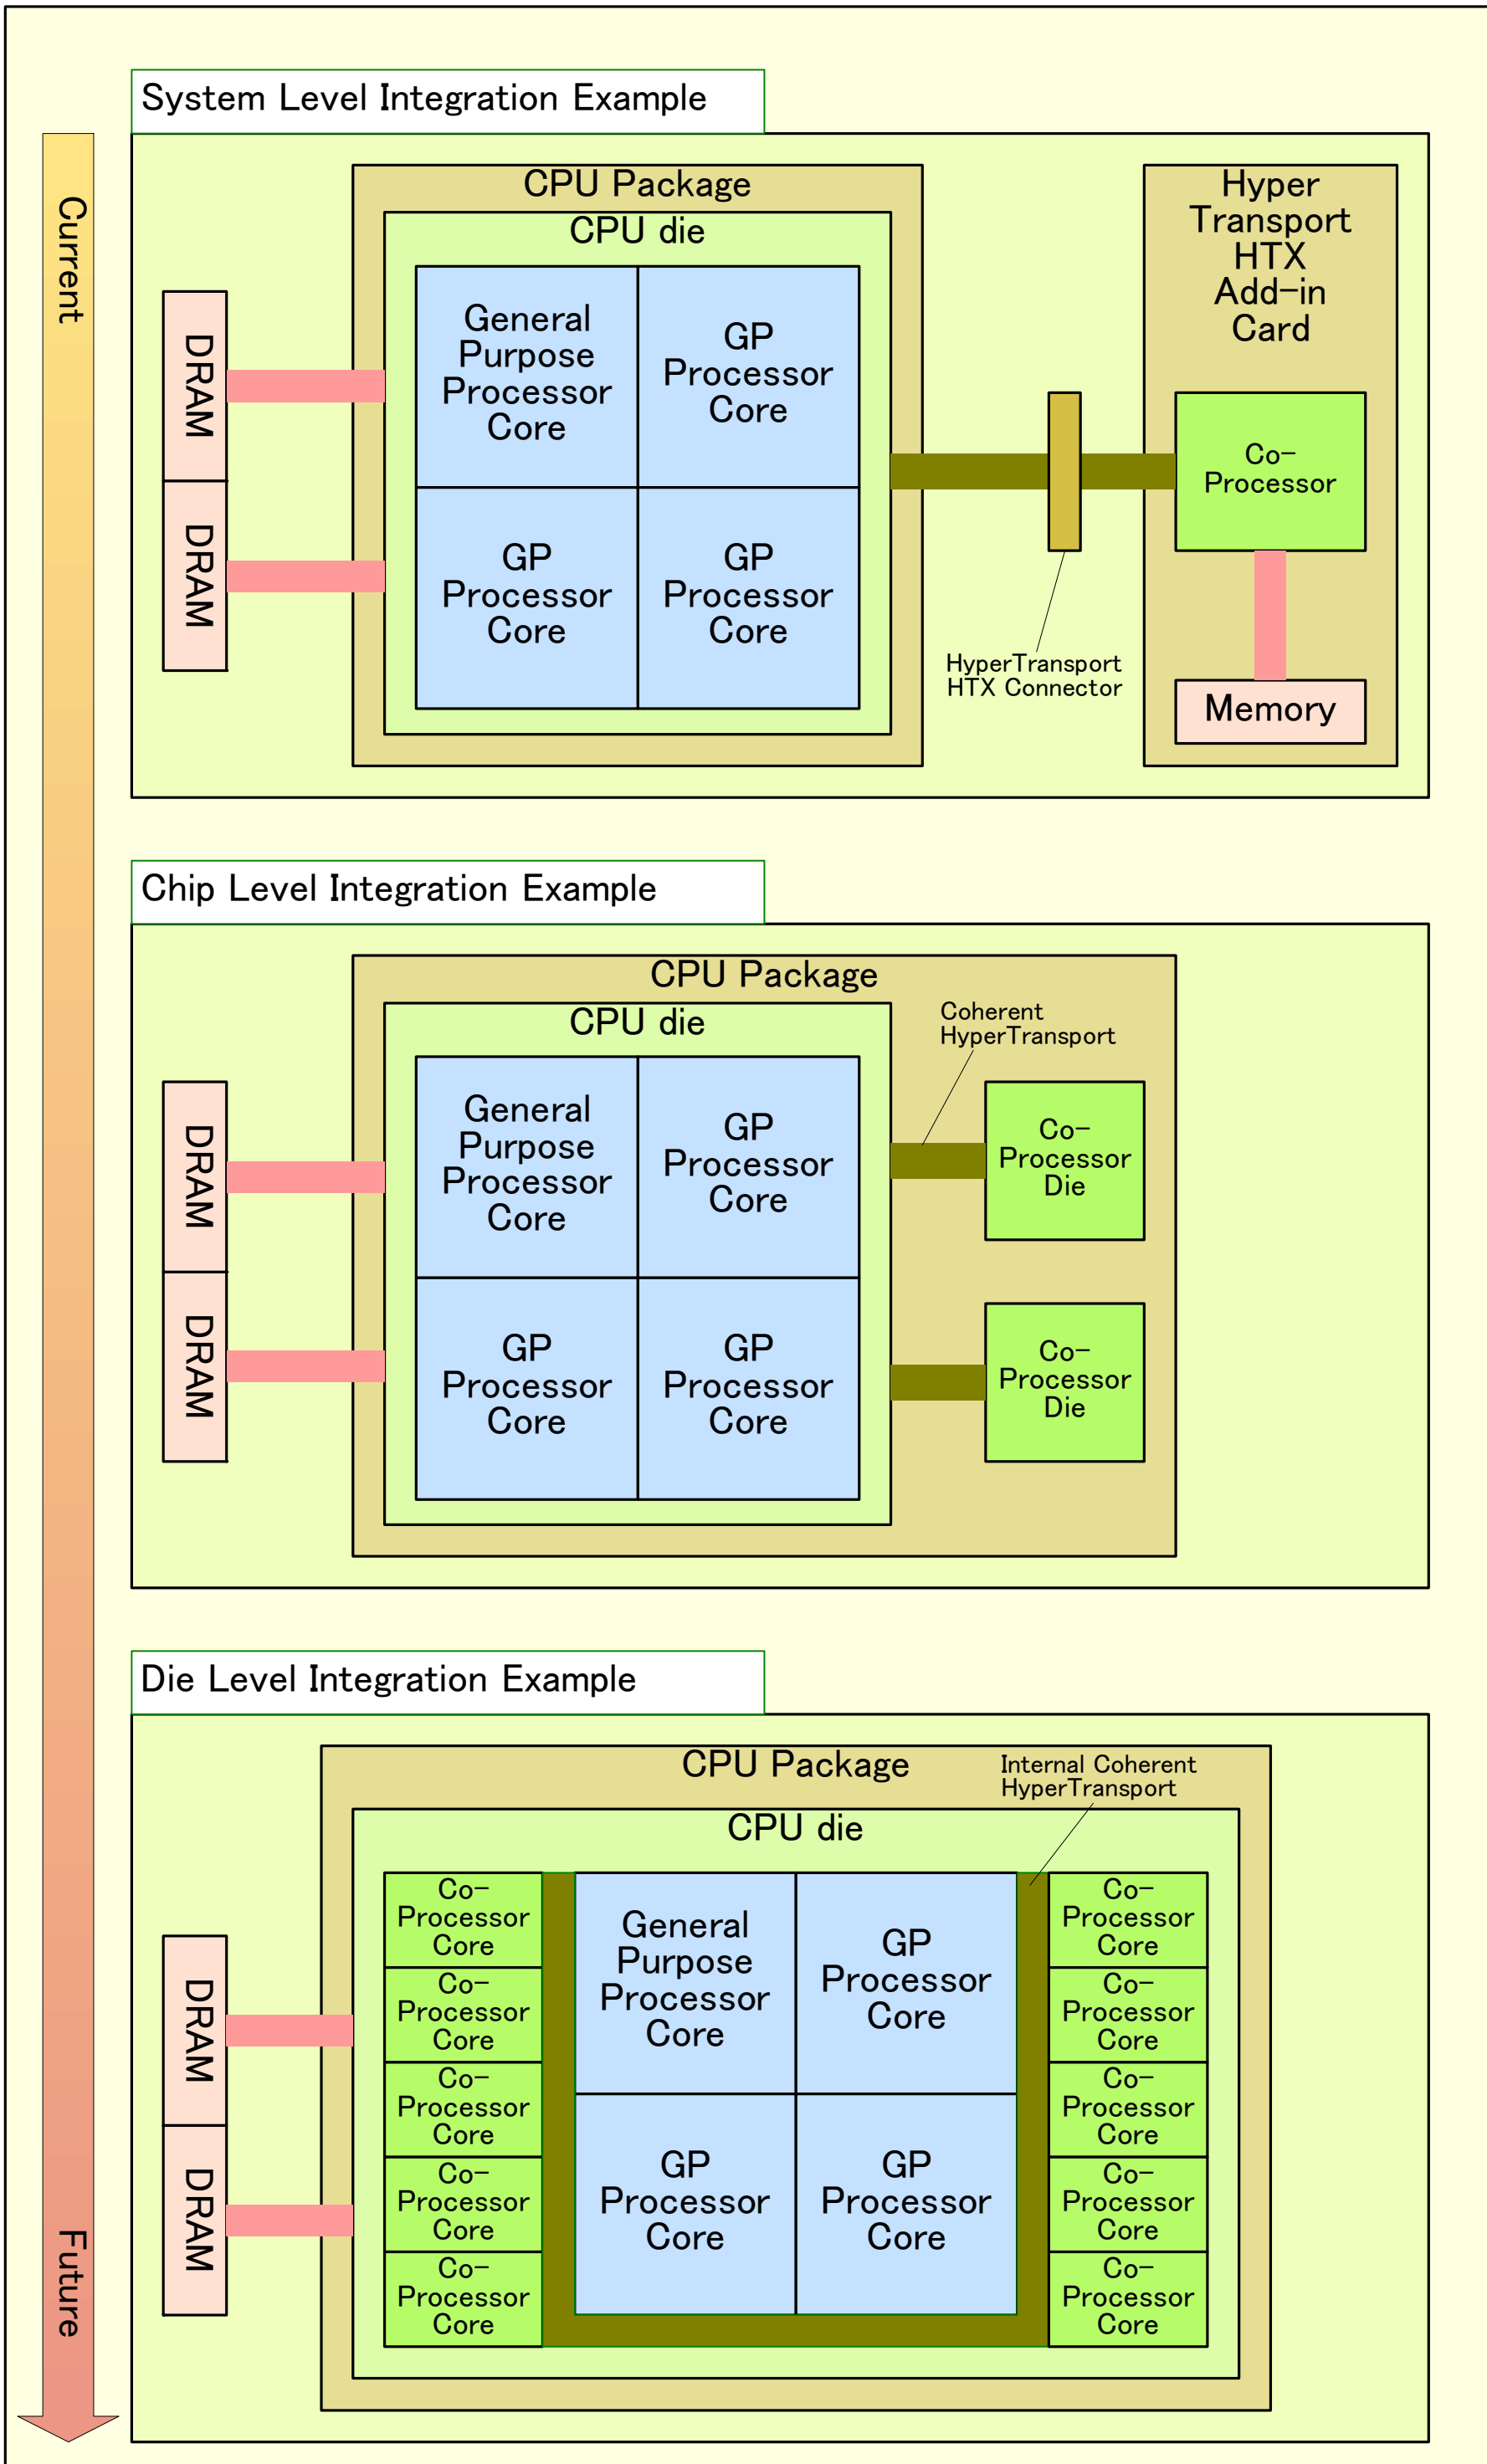 System Level Integration Example
Current
CPU Package
CPU die
General
Purpose
Processor
Core
GP
Processor
Core
GP
Processor
Core
GP
Processor
Core
DRAM
DRAM
Hyper
Transport
HTX
Add-in
Card
Co-
Processor
HyperTransport
HTX Connector
Memory
Chip Level Integration Example
CPU Package
CPU die
Coherent
HyperTransport
General
Purpose
Processor
Core
GP
Processor
Core
GP
Processor
Core
GP
Processor
Core
DRAM
DRAM
Co-
Processor
Die
Co-
Processor
Die
Die Level Integration Example
CPU Package
Internal Coherent
HyperTransport
CPU die
Co-
Processor
Core
Co-
Processor
Core
Co-
Processor
Core
Co-
Processor
Core
Co-
Processor
Core
General
Purpose
Processor
Core
GP
Processor
Core
GP
Processor
Core
GP
Processor
Core
Co-
Processor
Core
Co-
Processor
Core
Co-
Processor
Core
Co-
Processor
Core
Co-
Processor
Core
DRAM
DRAM
Future